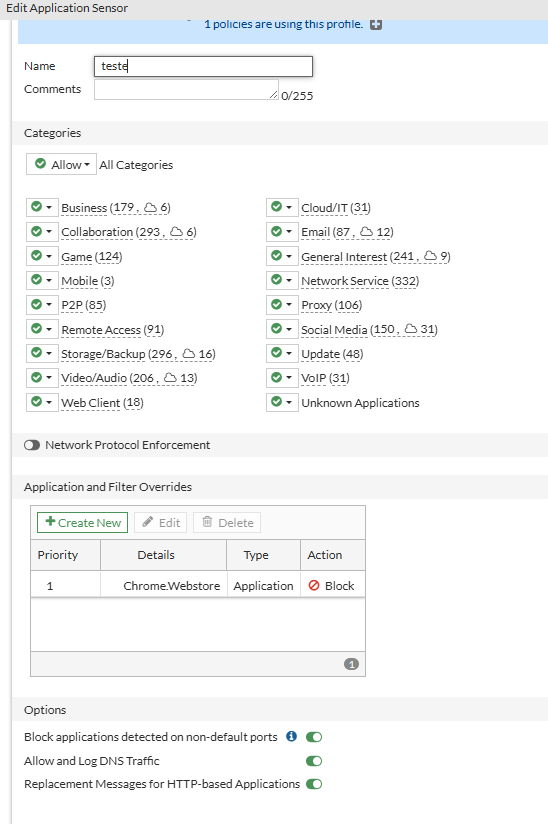 Edit Application Sensor
1 policies are using this profile.
Name teste
Comments 0/255
Categories
Allow All Categories
Business (179, 6) Cloud/IT (31)
Collaboration (293, 6) Email (87, 12)
Game (124) General Interest (241, 9)
Mobile (3) Network Service (332)
P2P (85) Proxy (106)
Remote Access (91) Social Media (150, 31)
Storage/Backup (296, 16) Update (48)
Video/Audio (206, 13) VoIP (31)
Web Client (18) Unknown Applications
Network Protocol Enforcement
Application and Filter Overrides
Create New Edit Delete
Priority Details Type Action
1 Chrome.Webstore Application Block
1
Options
Block applications detected on non-default ports
Allow and Log DNS Traffic
Replacement Messages for HTTP-based Applications